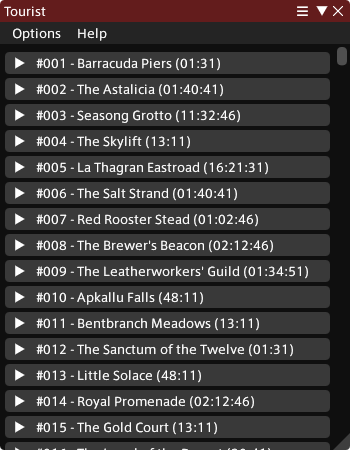 Tourist
Options Help
#001 - Barracuda Piers (01:31)
#002 - The Astalicia (01:40:41)
#003 - Seasong Grotto (11:32:46)
#004 - The Skylift (13:11)
#005 - La Thagran Eastroad (16:21:31)
#006 - The Salt Strand (01:40:41)
#007 - Red Rooster Stead (01:02:46)
#008 - The Brewer's Beacon (02:12:46)
#009 - The Leatherworkers' Guild (01:34:51)
#010 - Apkallu Falls (48:11)
#011 - Bentbranch Meadows (13:11)
#012 - The Sanctum of the Twelve (01:31)
#013 - Little Solace (48:11)
#014 - Royal Promenade (02:12:46)
#015 - The Gold Court (13:11)